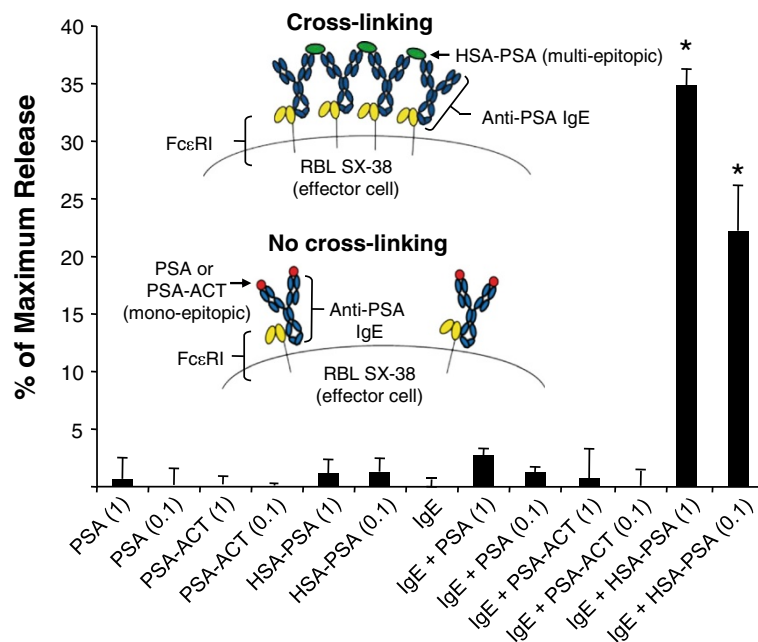 % of Maximum Release
40
35
30
25
20
15
10
5
Cross-linking
HSA-PSA (multi-epitopic)
Anti-PSA IgE
FcεRI
RBL SX-38
(effector cell)
No cross-linking
PSA or
PSA-ACT
(mono-epitopic)
Anti-PSA
IgE
FcεRI
RBL SX-38
(effector cell)
*
*
PSA (1)
PSA (0.1)
PSA-ACT (1)
PSA-ACT (0.1)
HSA-PSA (1)
HSA-PSA (0.1)
IgE
IgE + PSA (1)
IgE + PSA (0.1)
IgE + PSA-ACT (1)
IgE + PSA-ACT (0.1)
IgE + HSA-PSA (1)
IgE + HSA-PSA (0.1)